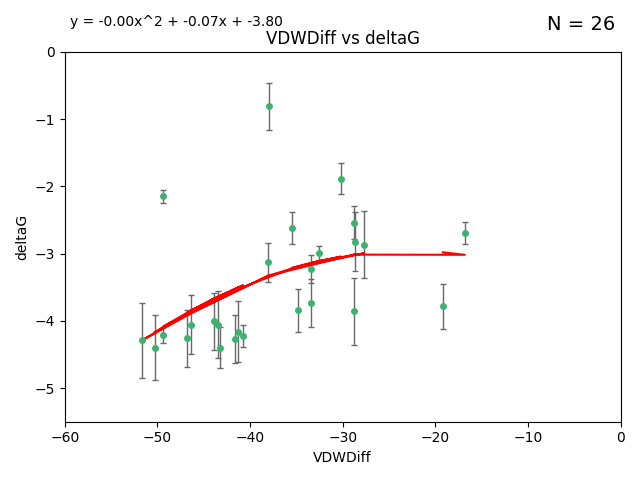 y = -0.00x^2 + -0.07x + -3.80
N = 26
VDWDiff vs deltaG
0
−1
−2
−3
−4
−5
deltaG
−60 −50 −40 −30 −20 −10 0
VDWDiff